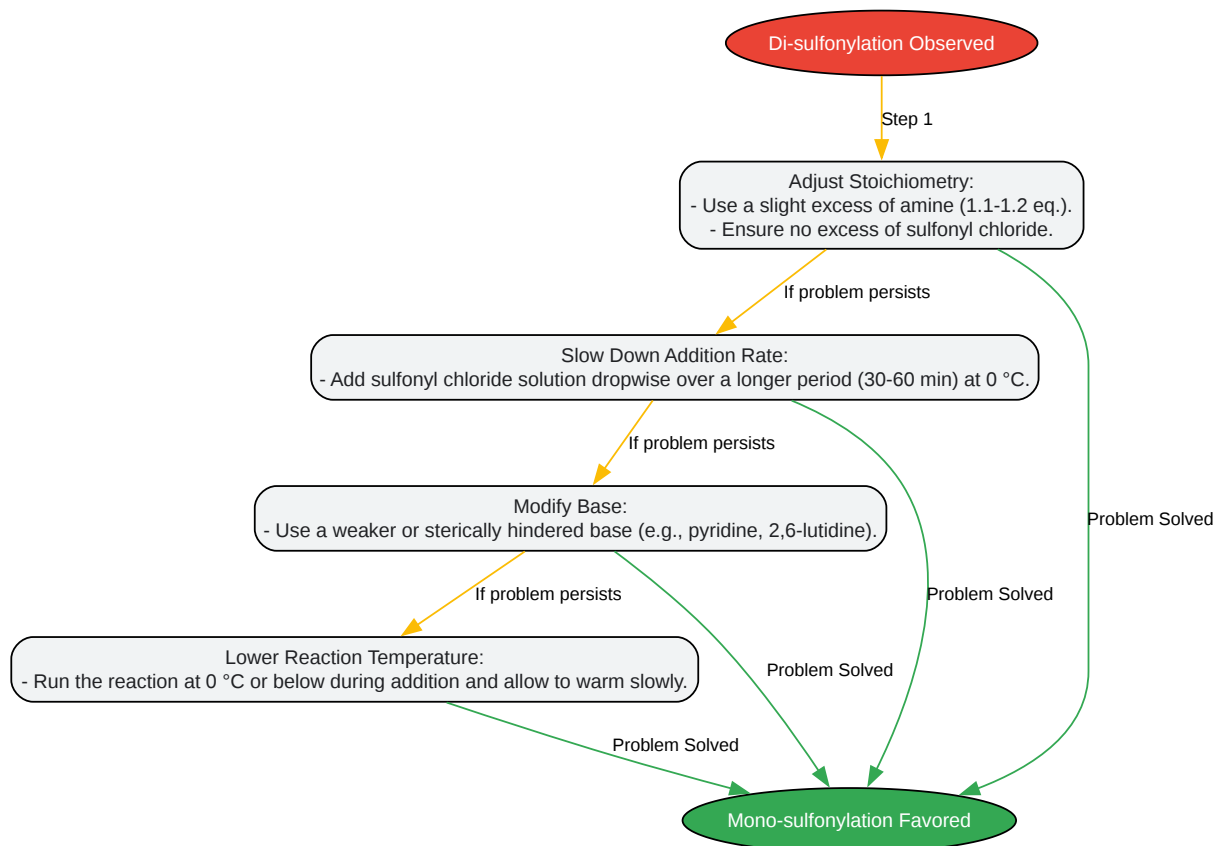 Di-sulfonylation Observed
Step 1
Adjust Stoichiometry:
- Use a slight excess of amine (1.1-1.2 eq.).
- Ensure no excess of sulfonyl chloride.
If problem persists
Slow Down Addition Rate:
- Add sulfonyl chloride solution dropwise over a longer period (30-60 min) at 0 °C.
If problem persists
Modify Base:
- Use a weaker or sterically hindered base (e.g., pyridine, 2,6-lutidine).
Problem Solved
If problem persists
Problem Solved
Lower Reaction Temperature:
- Run the reaction at 0 °C or below during addition and allow to warm slowly.
Problem Solved
Problem Solved
Mono-sulfonylation Favored